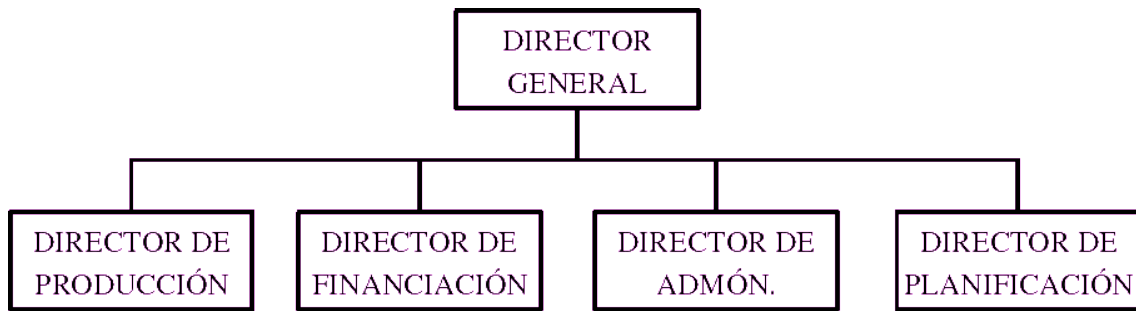 DIRECTOR
GENERAL
DIRECTOR DE
PRODUCCIÓN
DIRECTOR DE
FINANCIACIÓN
DIRECTOR DE
ADMÓN.
DIRECTOR DE
PLANIFICACIÓN